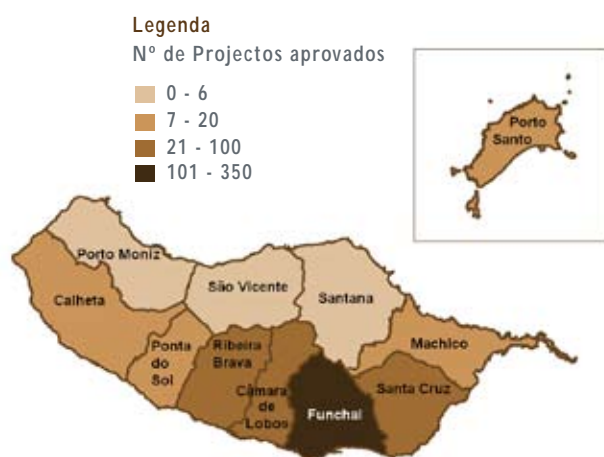 Legenda
Nº de Projectos aprovados
0 - 6
7 - 20
21 - 100
101 - 350
Porto
Santo
Porto Moniz
São Vicente
Santana
Calheta
Ponta
do
Sol
Ribeira
Brava
Câmara
de
Lobos
Funchal
Machico
Santa Cruz